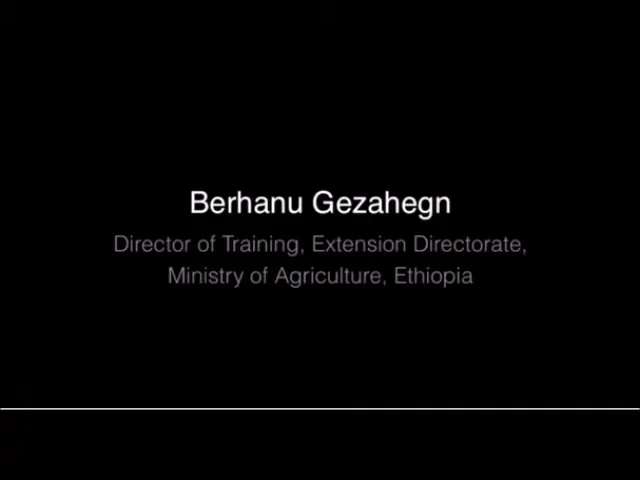 Berhanu Gezahegn
Director of Training, Extension Directorate,
Ministry of Agriculture, Ethiopia